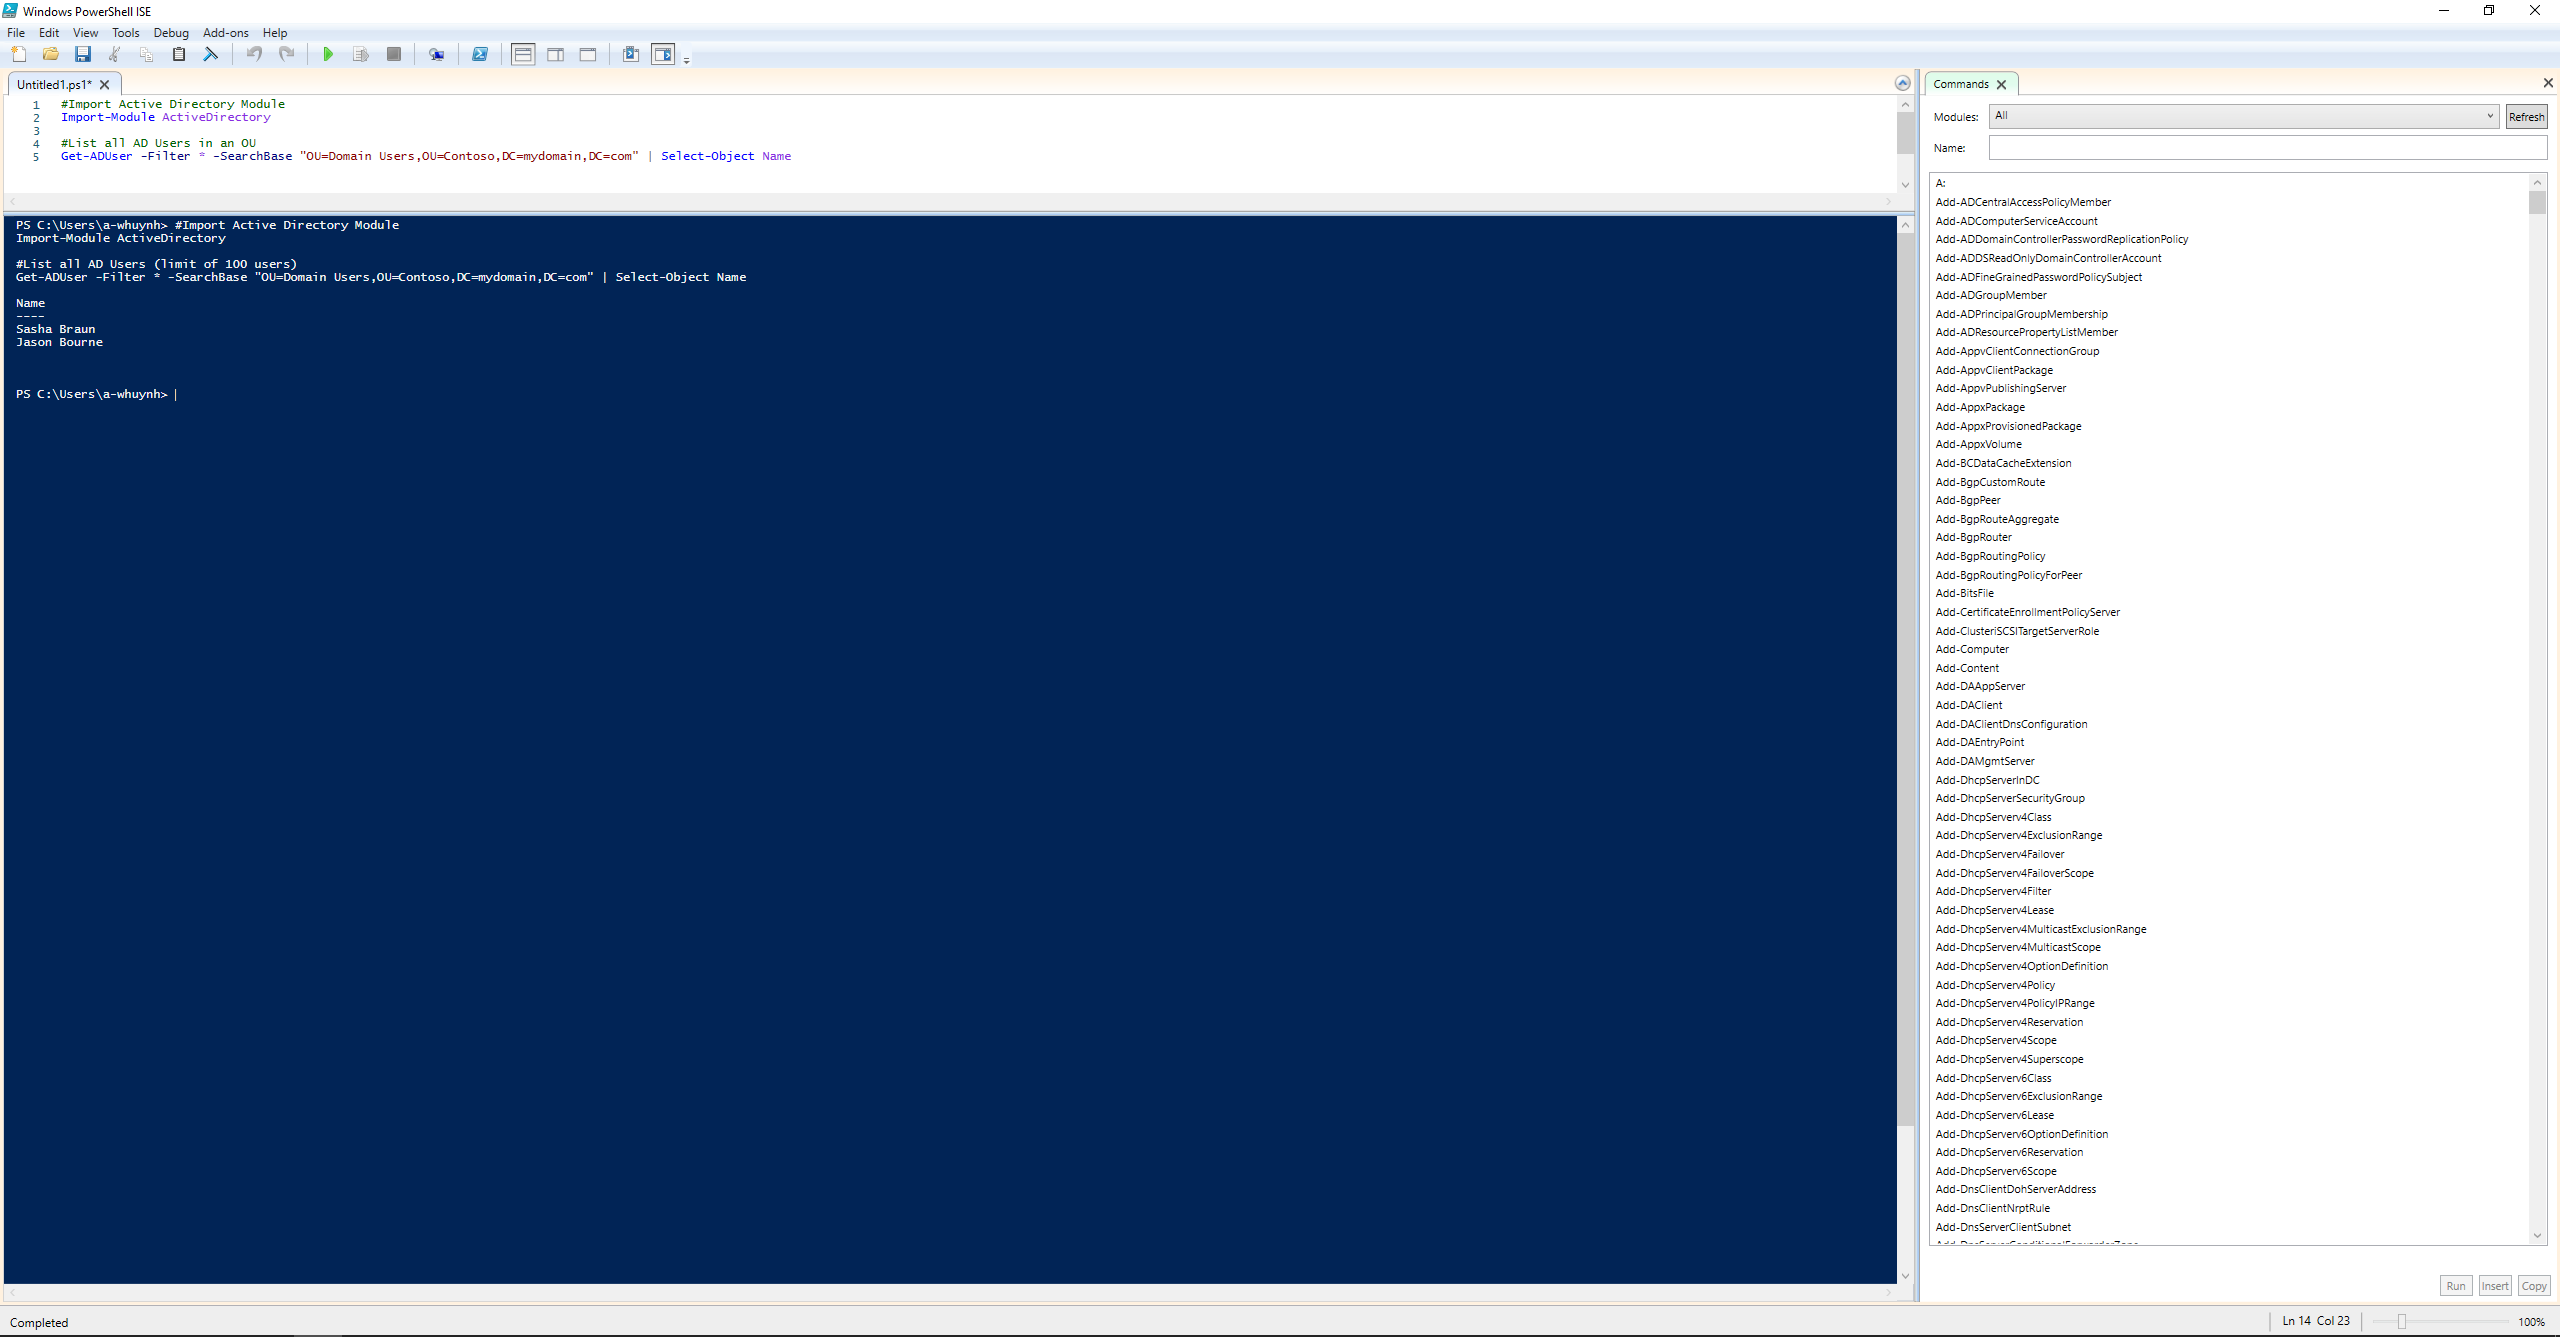 Windows PowerShell ISE
File Edit View Tools Debug Add-ons Help
Untitled1.ps1*
1 #Import Active Directory Module
2 Import-Module ActiveDirectory
3
4 #List all AD Users in an OU
5 Get-ADUser -Filter * -SearchBase "OU=Domain Users,OU=Contoso,DC=mydomain,DC=com" | Select-Object Name
PS C:\Users\a-whuynh> #Import Active Directory Module
Import-Module ActiveDirectory
#List all AD Users (limit of 100 users)
Get-ADUser -Filter * -SearchBase "OU=Domain Users,OU=Contoso,DC=mydomain,DC=com" | Select-Object Name
Name
----
Sasha Braun
Jason Bourne
PS C:\Users\a-whuynh>
Commands
Modules: All Refresh
Name:
A:
Add-ADCentralAccessPolicyMember
Add-ADComputerServiceAccount
Add-ADDomainControllerPasswordReplicationPolicy
Add-ADDSReadOnlyDomainControllerAccount
Add-ADFineGrainedPasswordPolicySubject
Add-ADGroupMember
Add-ADPrincipalGroupMembership
Add-ADResourcePropertyListMember
Add-AppvClientConnectionGroup
Add-AppvClientPackage
Add-AppvPublishingServer
Add-AppxPackage
Add-AppxProvisionedPackage
Add-AppxVolume
Add-BCDataCacheExtension
Add-BgpCustomRoute
Add-BgpPeer
Add-BgpRouteAggregate
Add-BgpRouter
Add-BgpRoutingPolicy
Add-BgpRoutingPolicyForPeer
Add-BitsFile
Add-CertificateEnrollmentPolicyServer
Add-ClusteriSCSITargetServerRole
Add-Computer
Add-Content
Add-DAAppServer
Add-DAClient
Add-DAClientDnsConfiguration
Add-DAEntryPoint
Add-DAMgmtServer
Add-DhcpServerInDC
Add-DhcpServerSecurityGroup
Add-DhcpServerv4Class
Add-DhcpServerv4ExclusionRange
Add-DhcpServerv4Failover
Add-DhcpServerv4FailoverScope
Add-DhcpServerv4Filter
Add-DhcpServerv4Lease
Add-DhcpServerv4MulticastExclusionRange
Add-DhcpServerv4MulticastScope
Add-DhcpServerv4OptionDefinition
Add-DhcpServerv4Policy
Add-DhcpServerv4PolicyIPRange
Add-DhcpServerv4Reservation
Add-DhcpServerv4Scope
Add-DhcpServerv4Superscope
Add-DhcpServerv6Class
Add-DhcpServerv6ExclusionRange
Add-DhcpServerv6Lease
Add-DhcpServerv6OptionDefinition
Add-DhcpServerv6Reservation
Add-DhcpServerv6Scope
Add-DnsClientDohServerAddress
Add-DnsClientNrptRule
Add-DnsServerClientSubnet
Run Insert Copy
Completed
Ln 14 Col 23
100%